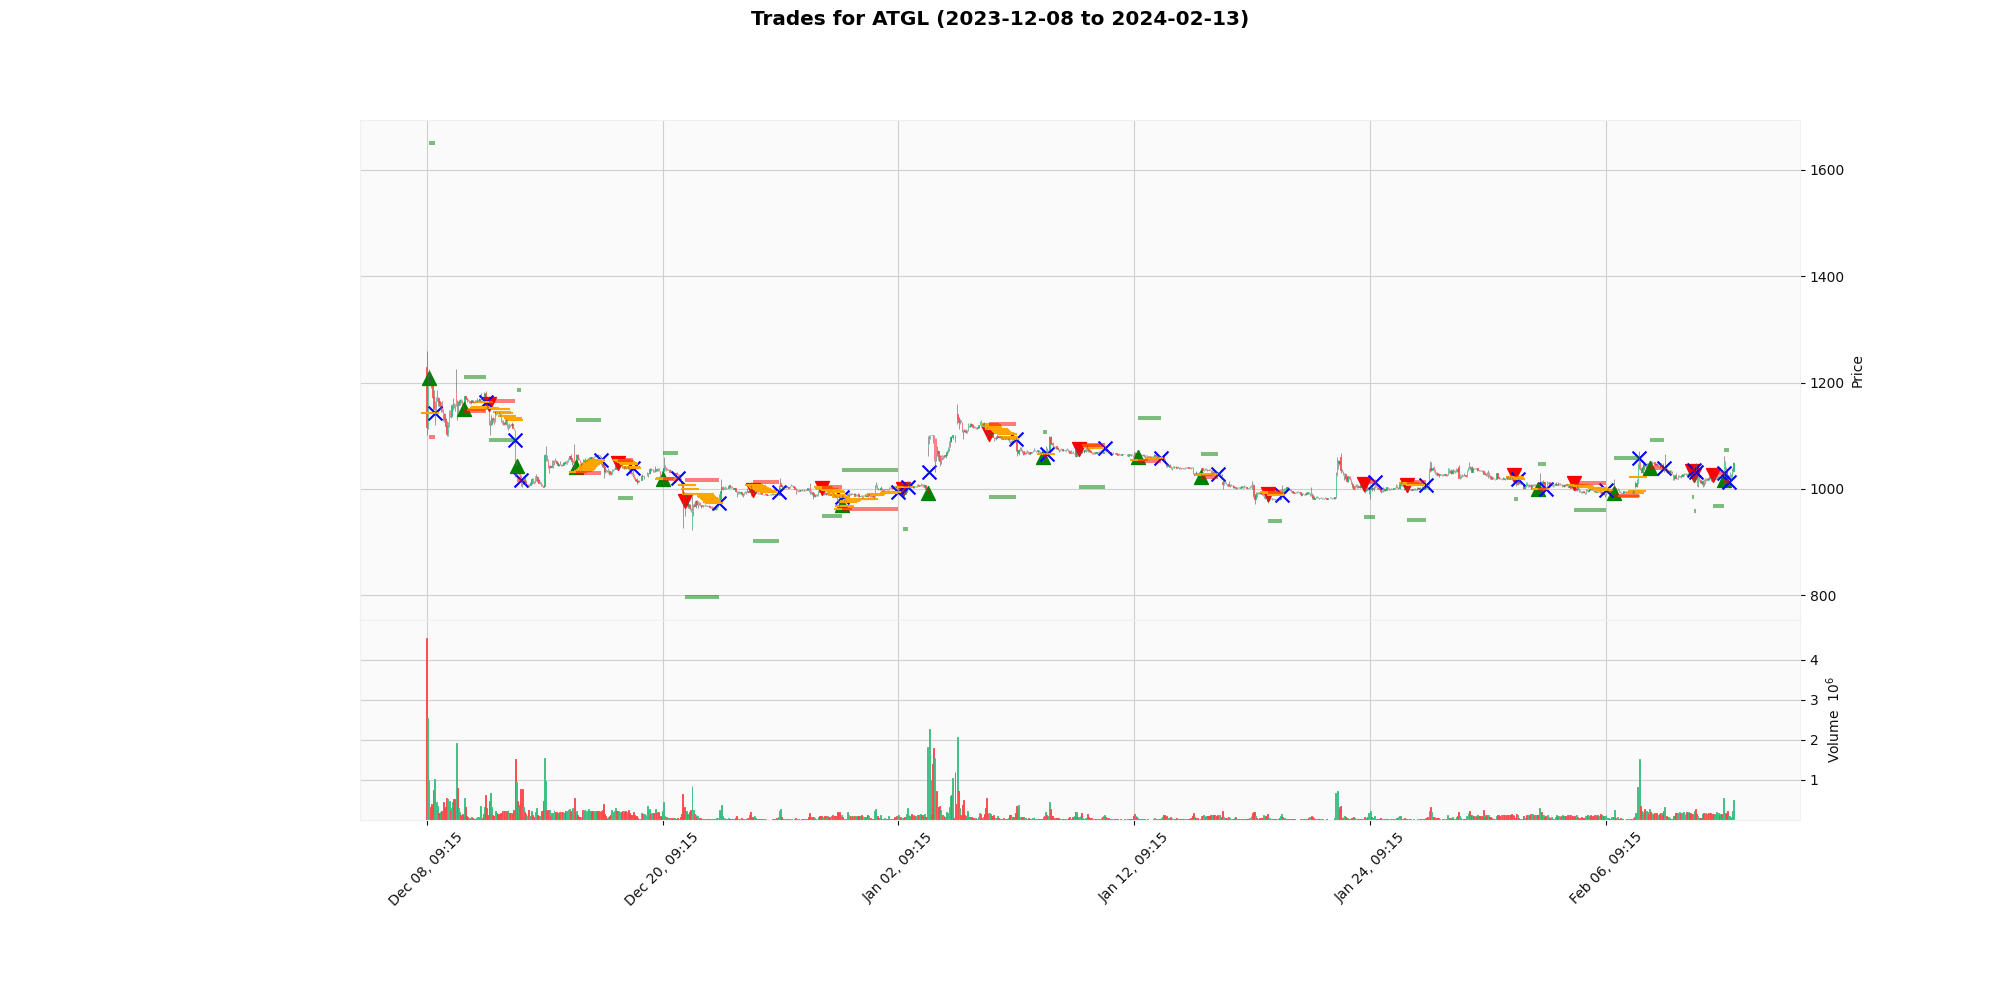 Trades for ATGL (2023-12-08 to 2024-02-13)
1600
1400
1200
1000
800
Price
4
3
2
1
Volume 10⁶
Dec 08, 09:15
Dec 20, 09:15
Jan 02, 09:15
Jan 12, 09:15
Jan 24, 09:15
Feb 06, 09:15